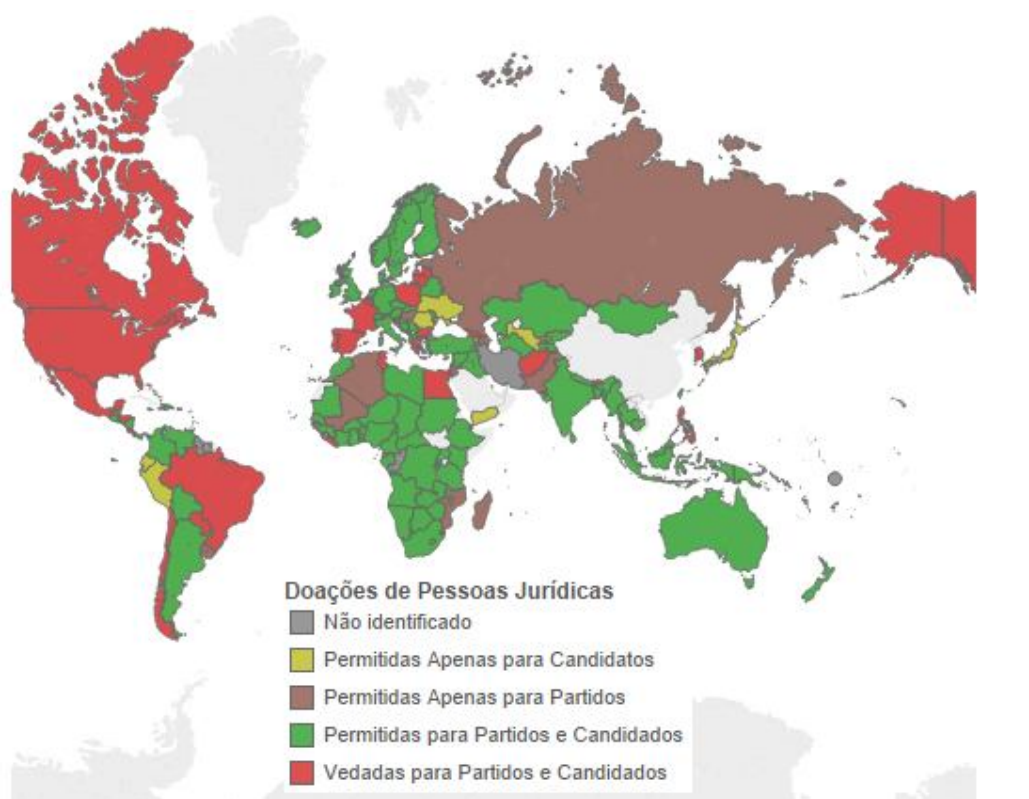 Doações de Pessoas Jurídicas
Não identificado
Permitidas Apenas para Candidatos
Permitidas Apenas para Partidos
Permitidas para Partidos e Candidados
Vedadas para Partidos e Candidados